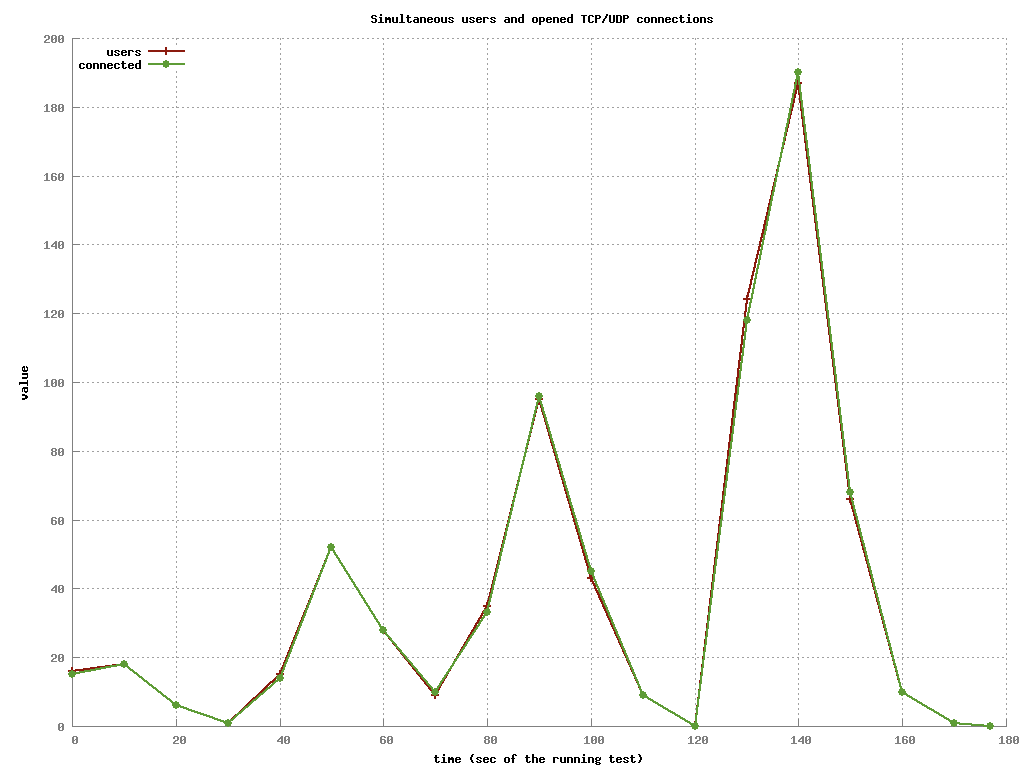 Simultaneous users and opened TCP/UDP connections
200
users
connected
180
160
140
120
value
100
80
60
40
20
0
0 20 40 60 80 100 120 140 160 180
time (sec of the running test)